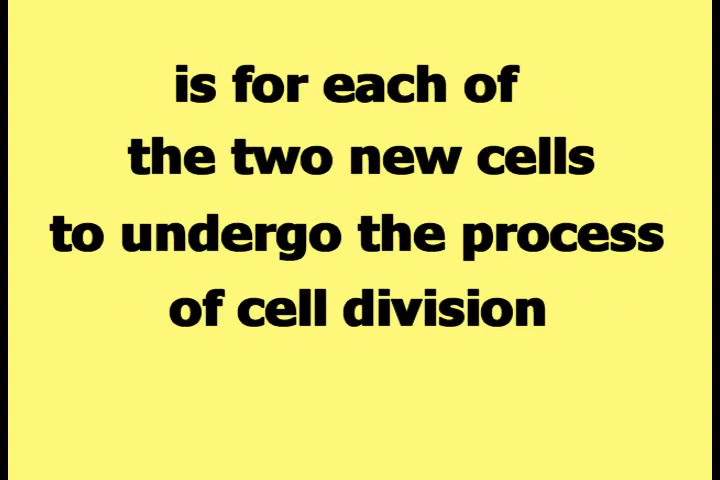 is for each of
the two new cells
to undergo the process
of cell division